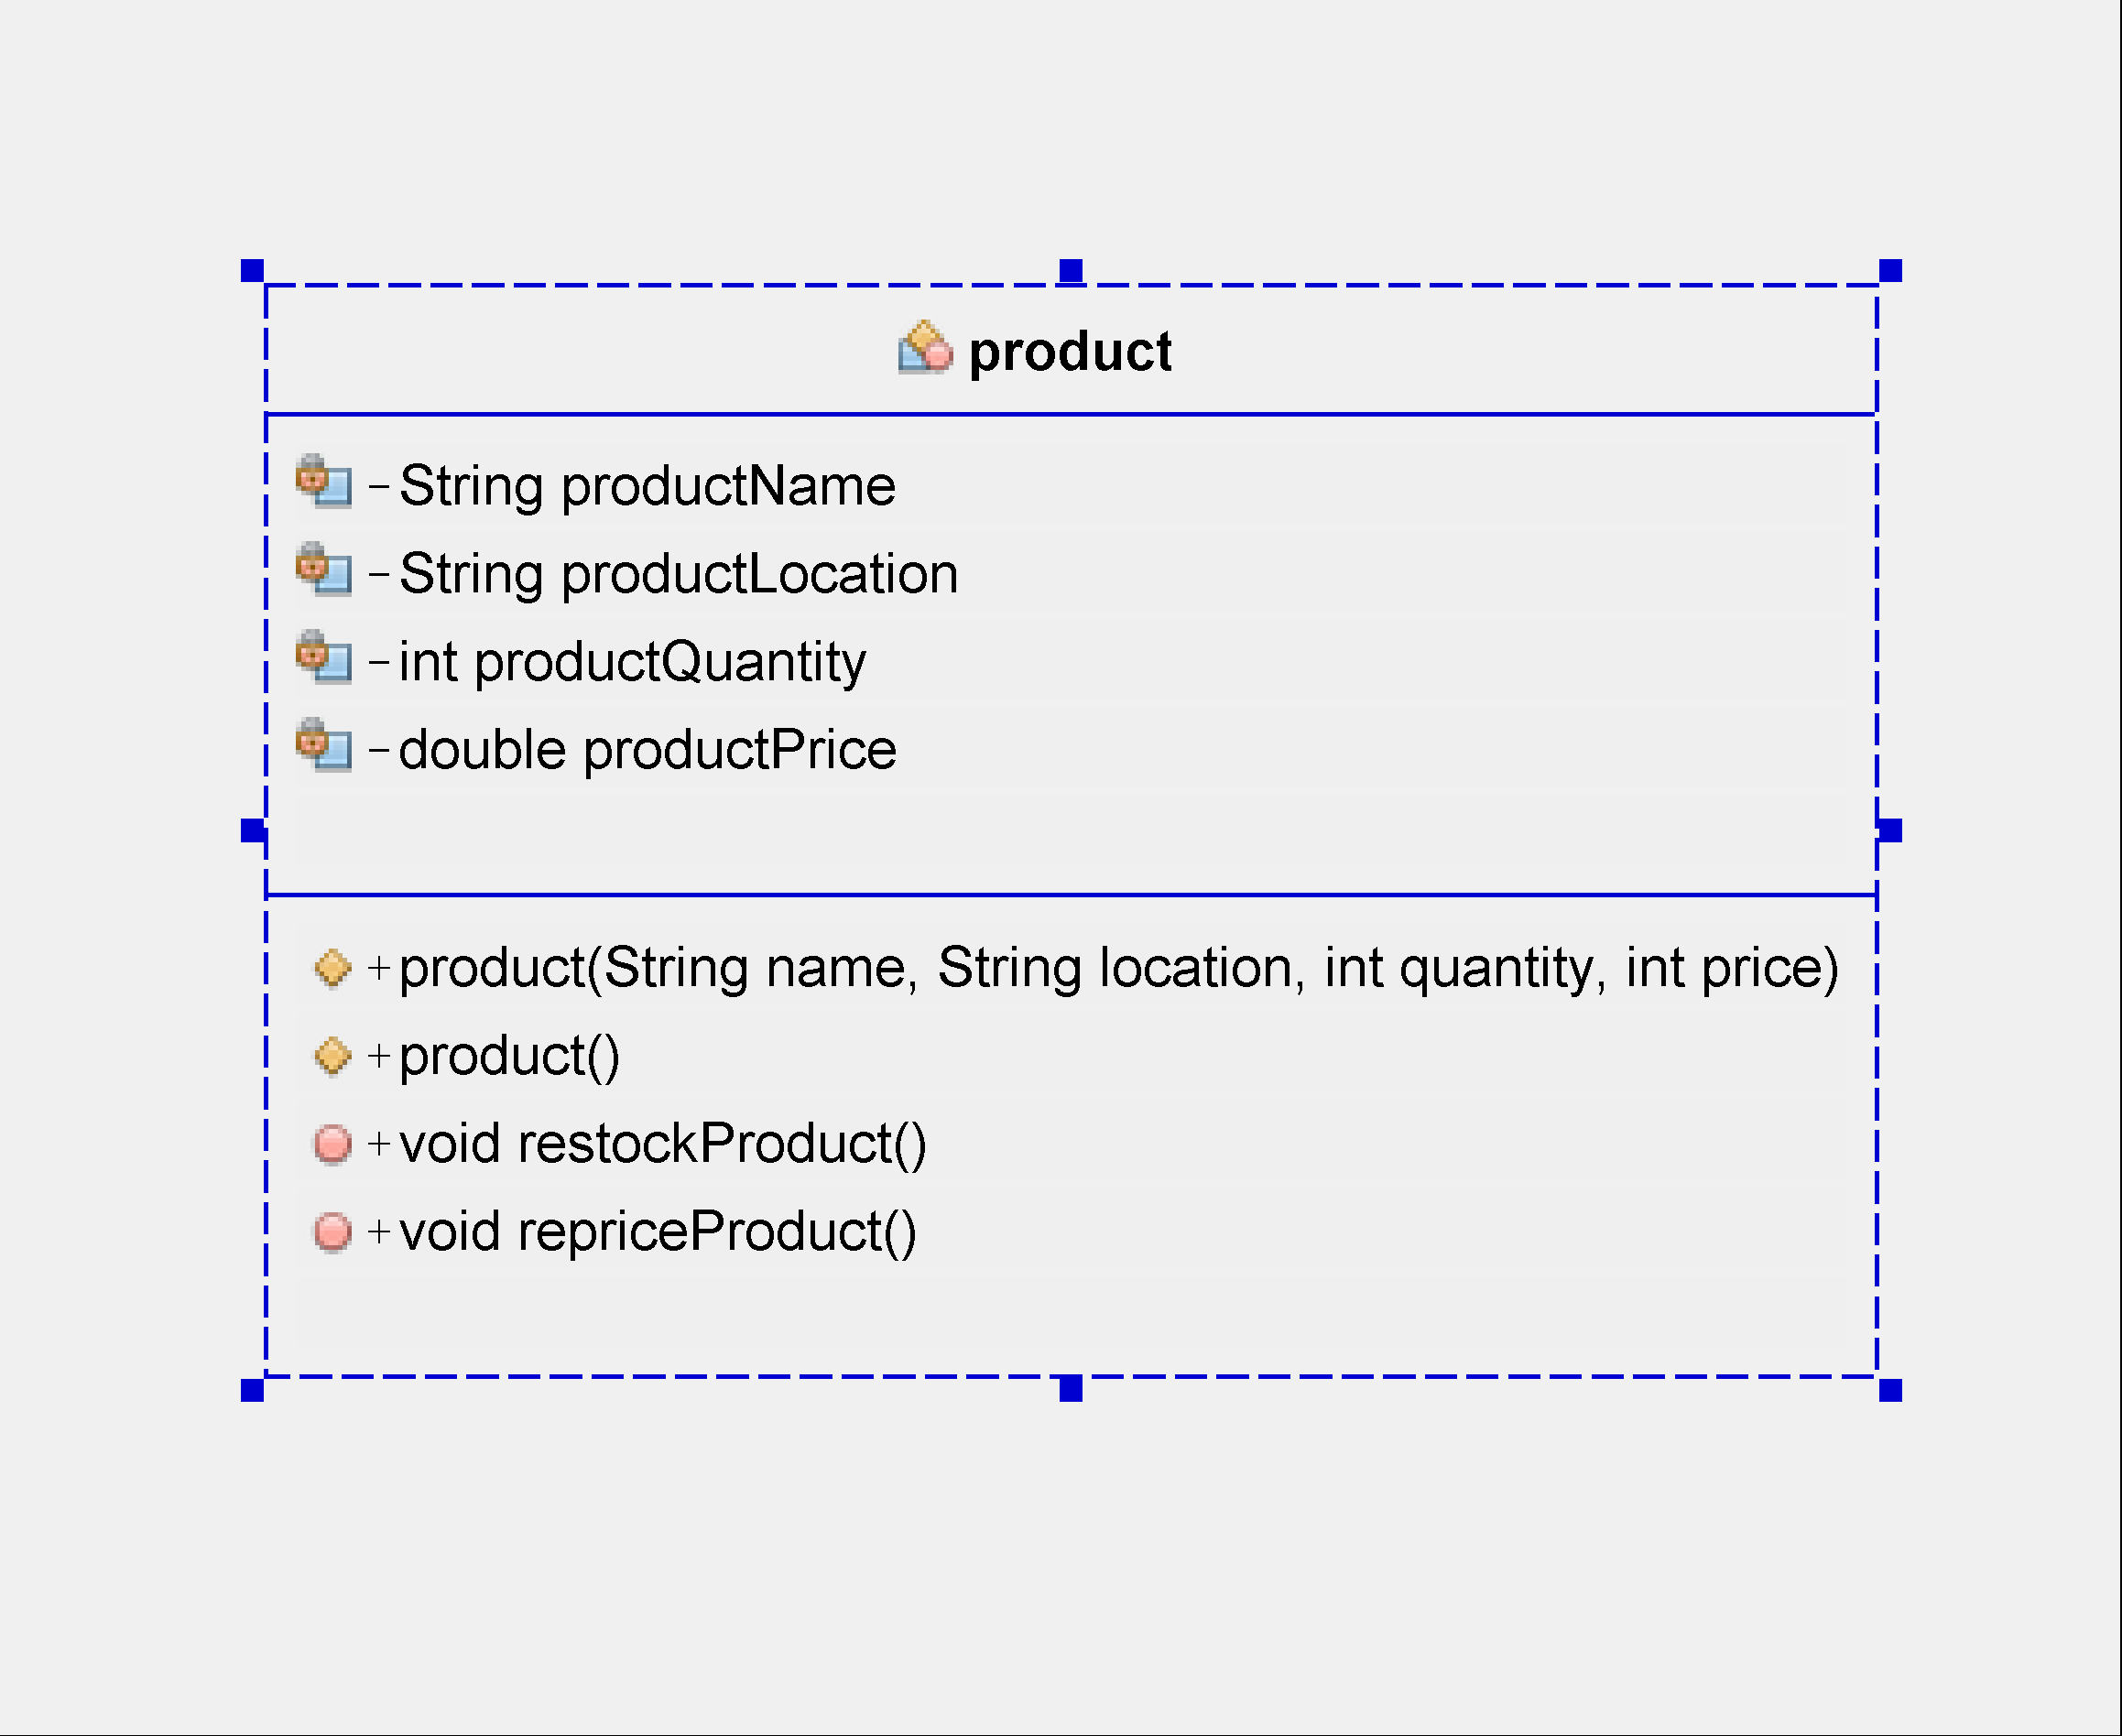 product
– String productName
– String productLocation
– int productQuantity
– double productPrice
+ product(String name, String location, int quantity, int price)
+ product()
+ void restockProduct()
+ void repriceProduct()